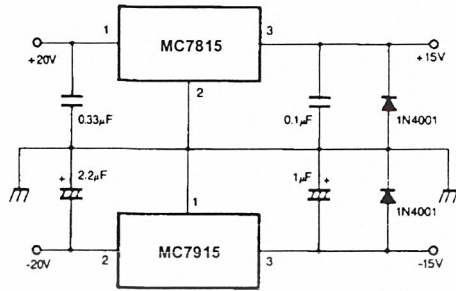 1
MC7815
3
+20V
+15V
2
0.33μF
0.1μF
1N4001
+
2.2μF
1μF
+
1
1N4001
2
MC7915
3
-20V
-15V